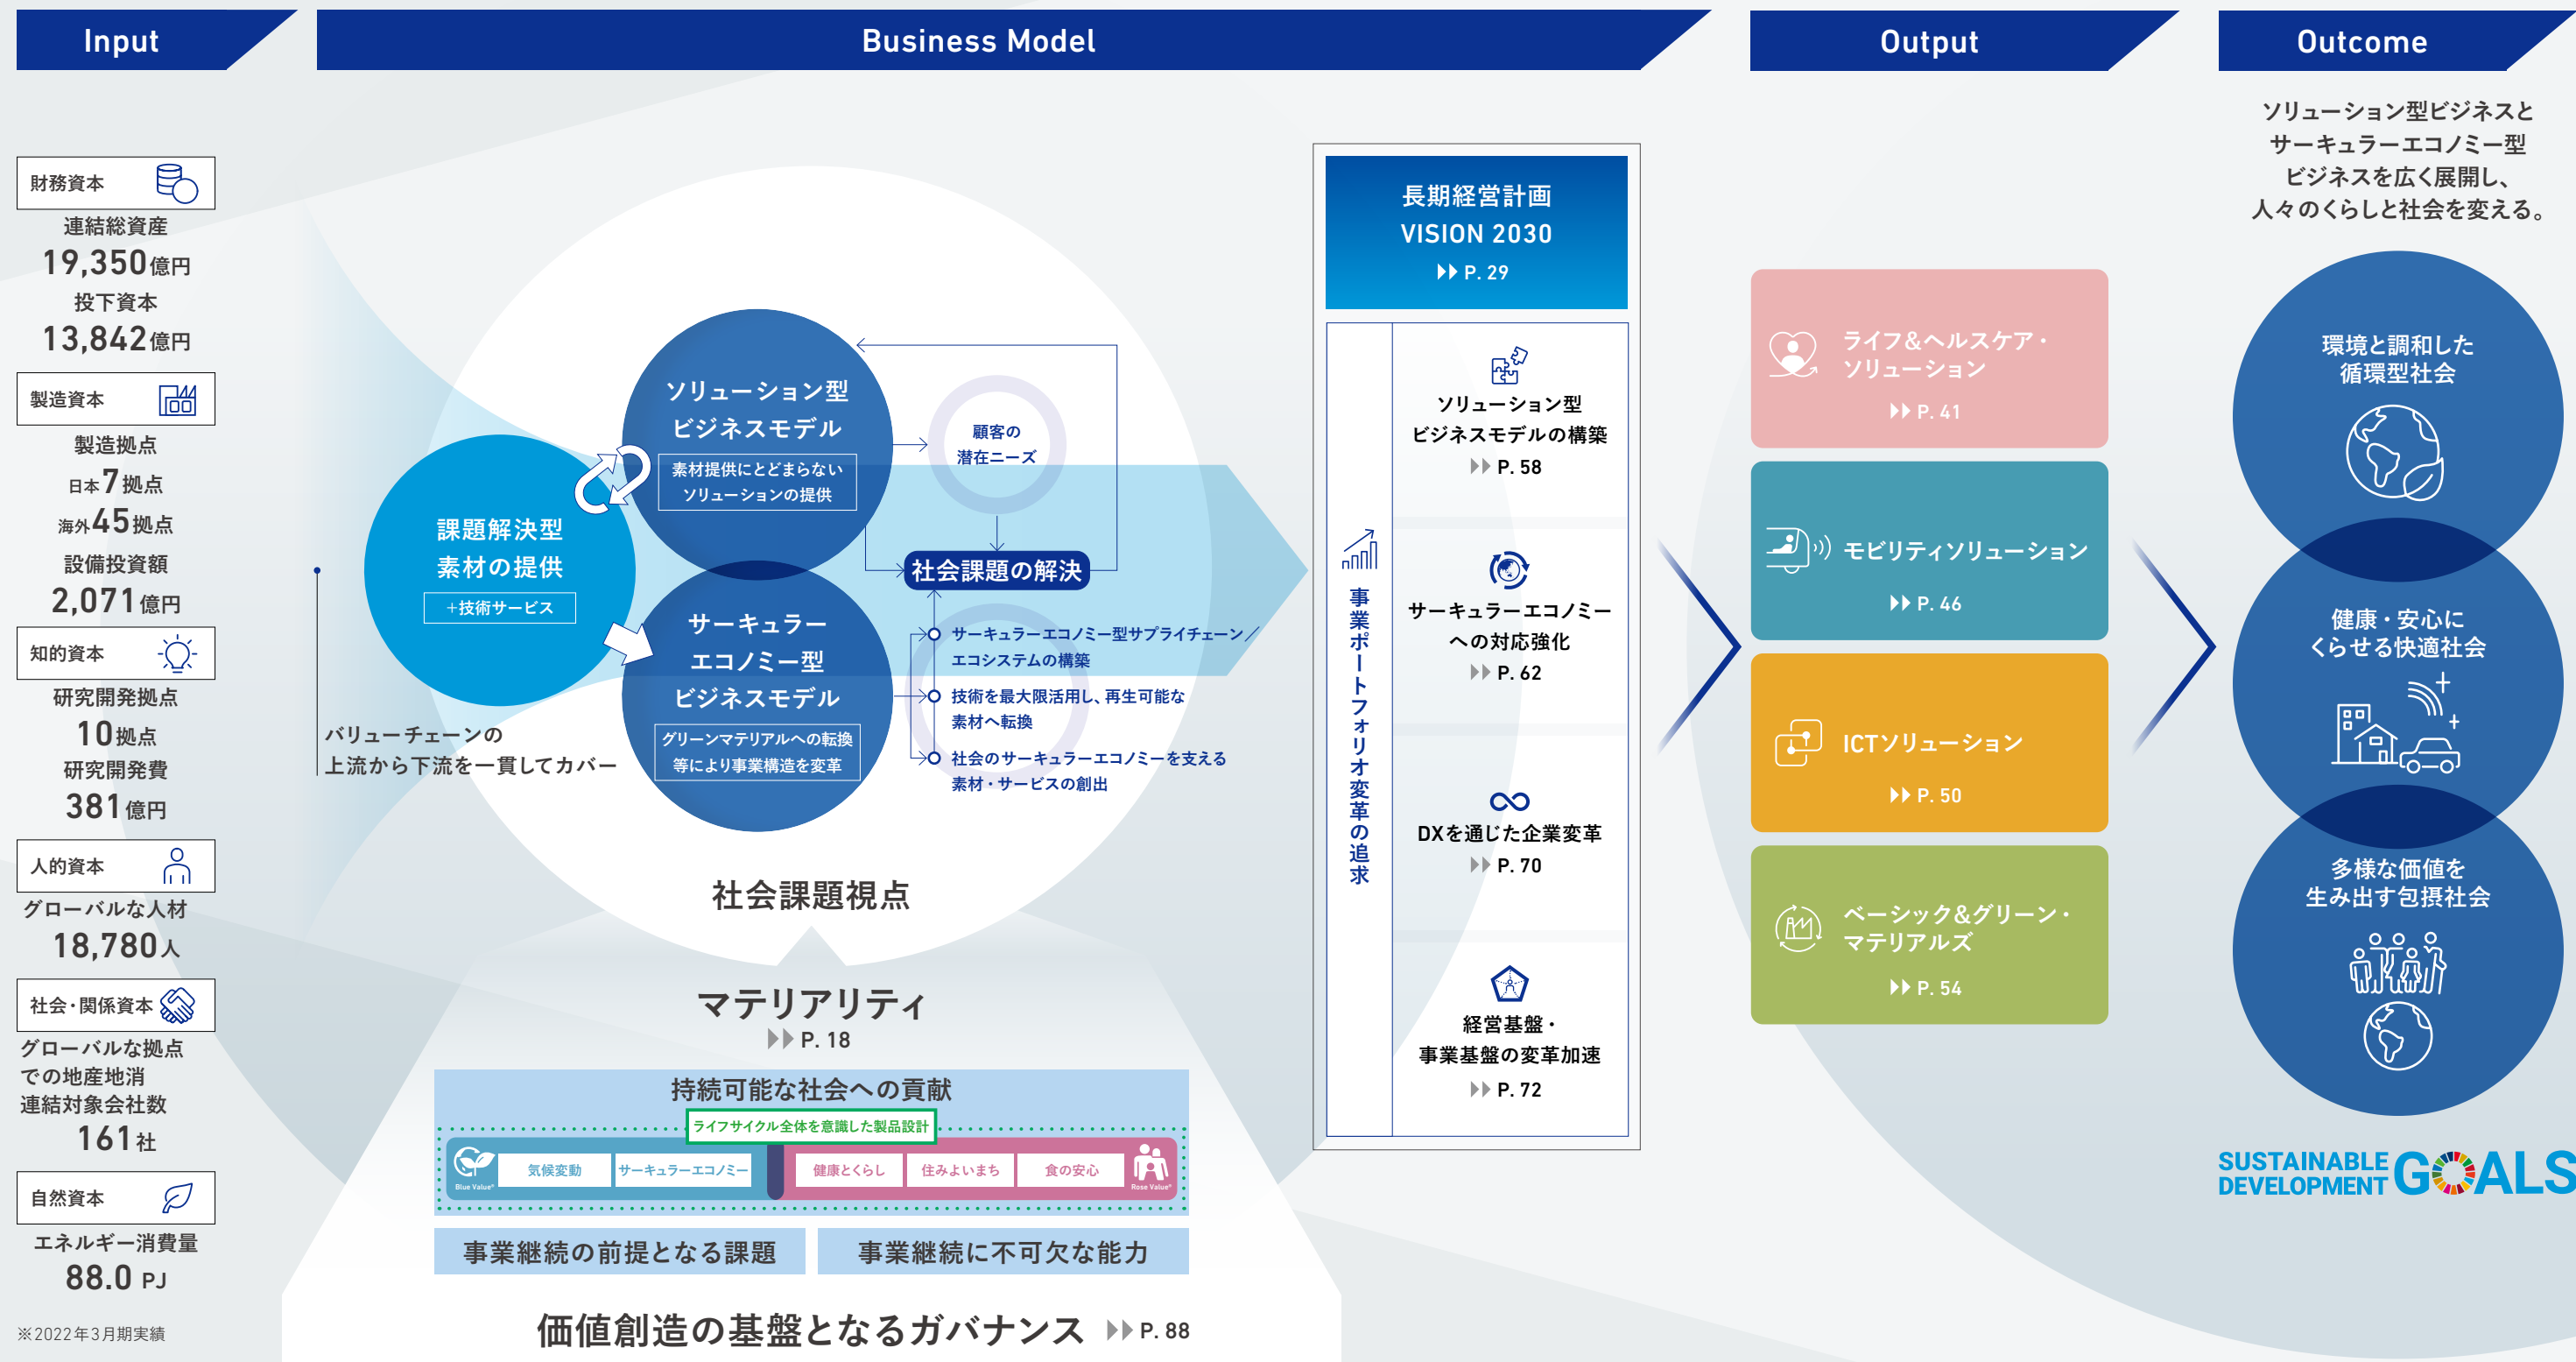 Input
Business Model
Output
Outcome
財務資本
連結総資産
19,350億円
投下資本
13,842億円
製造資本
製造拠点
日本7拠点
海外45拠点
設備投資額
2,071億円
知的資本
研究開発拠点
10拠点
研究開発費
381億円
人的資本
グローバルな人材
18,780人
社会・関係資本
グローバルな拠点
での地産地消
連結対象会社数
161社
自然資本
エネルギー消費量
88.0 PJ
※2022年3月期実績
バリューチェーンの
上流から下流を一貫してカバー
課題解決型
素材の提供
+技術サービス
ソリューション型
ビジネスモデル
素材提供にとどまらない
ソリューションの提供
サーキュラー
エコノミー型
ビジネスモデル
グリーンマテリアルへの転換
等により事業構造を変革
顧客の
潜在ニーズ
社会課題の解決
サーキュラーエコノミー型サプライチェーン／
エコシステムの構築
技術を最大限活用し、再生可能な
素材へ転換
社会のサーキュラーエコノミーを支える
素材・サービスの創出
社会課題視点
マテリアリティ
P. 18
持続可能な社会への貢献
ライフサイクル全体を意識した製品設計
Blue Value®
気候変動
サーキュラーエコノミー
健康とくらし
住みよいまち
食の安心
Rose Value®
事業継続の前提となる課題
事業継続に不可欠な能力
価値創造の基盤となるガバナンス P. 88
長期経営計画
VISION 2030
P. 29
事業ポートフォリオ変革の追求
ソリューション型
ビジネスモデルの構築
P. 58
サーキュラーエコノミー
への対応強化
P. 62
DXを通じた企業変革
P. 70
経営基盤・
事業基盤の変革加速
P. 72
ライフ&ヘルスケア・
ソリューション
P. 41
モビリティソリューション
P. 46
ICTソリューション
P. 50
ベーシック&グリーン・
マテリアルズ
P. 54
ソリューション型ビジネスと
サーキュラーエコノミー型
ビジネスを広く展開し、
人々のくらしと社会を変える。
環境と調和した
循環型社会
健康・安心に
くらせる快適社会
多様な価値を
生み出す包摂社会
SUSTAINABLE
DEVELOPMENT
GOALS